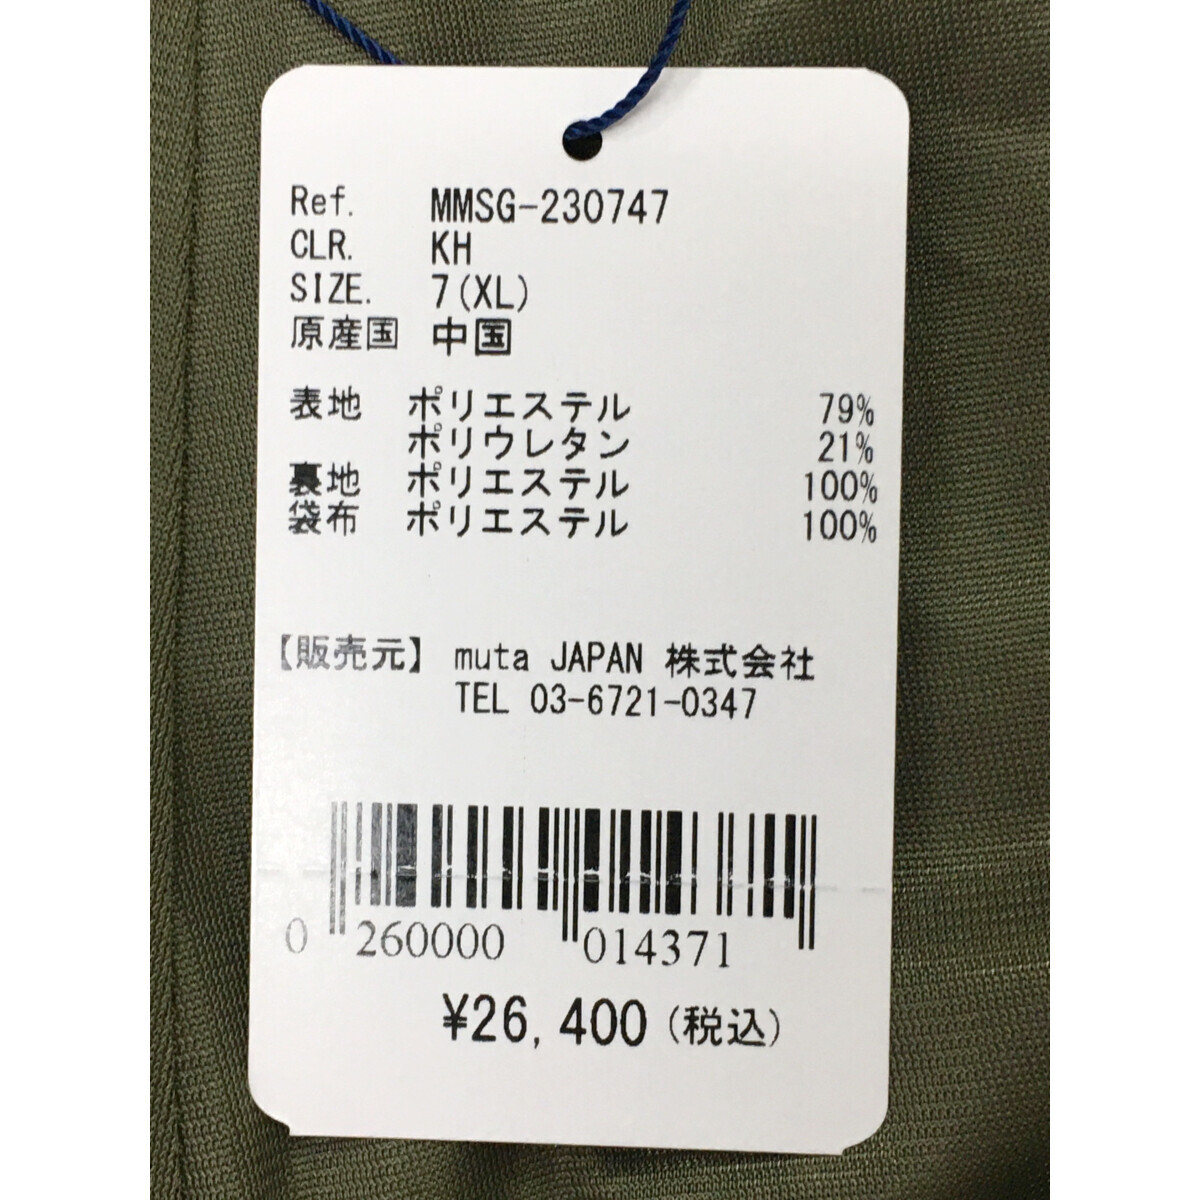 Ref. MMSG-230747
CLR. KH
SIZE. 7(XL)
原産国 中国
表地 ポリエステル 79%
ポリウレタン 21%
裏地 ポリエステル 100%
袋布 ポリエステル 100%
【販売元】 muta JAPAN 株式会社
TEL 03-6721-0347
0 260000 014371
¥26,400(税込)